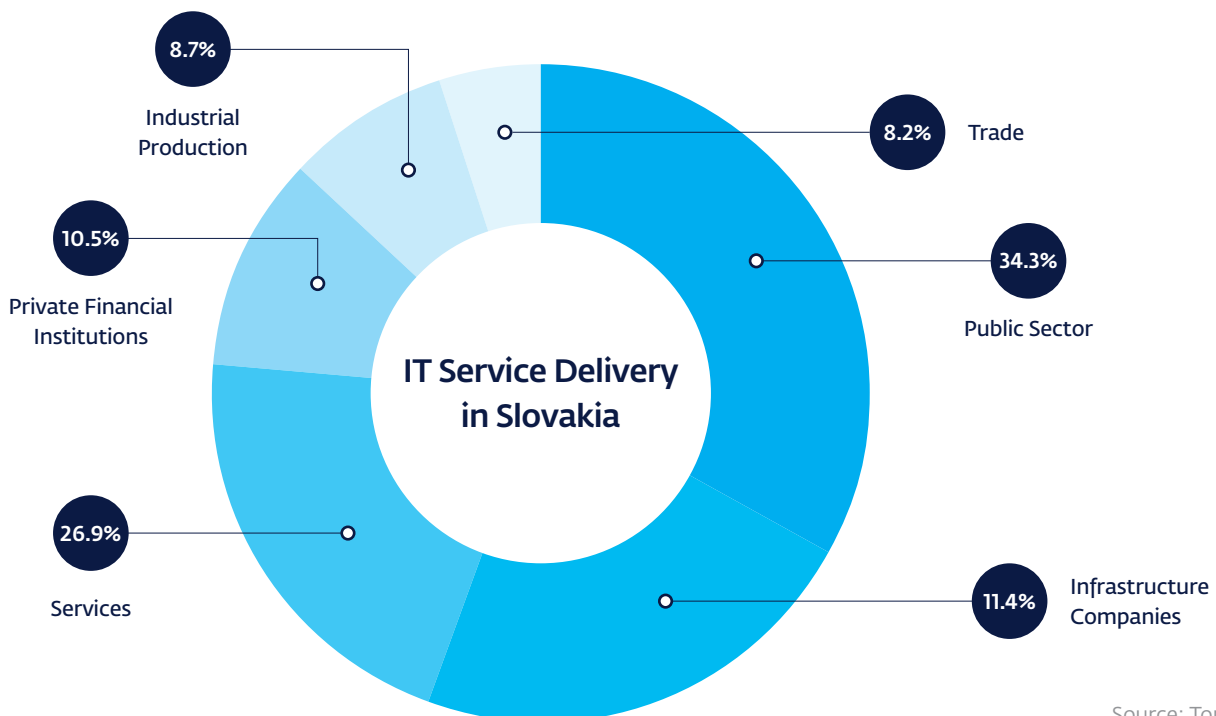 8.7%
Industrial
Production
8.2%
Trade
10.5%
Private Financial
Institutions
34.3%
Public Sector
IT Service Delivery
in Slovakia
26.9%
Services
11.4%
Infrastructure
Companies
Source: